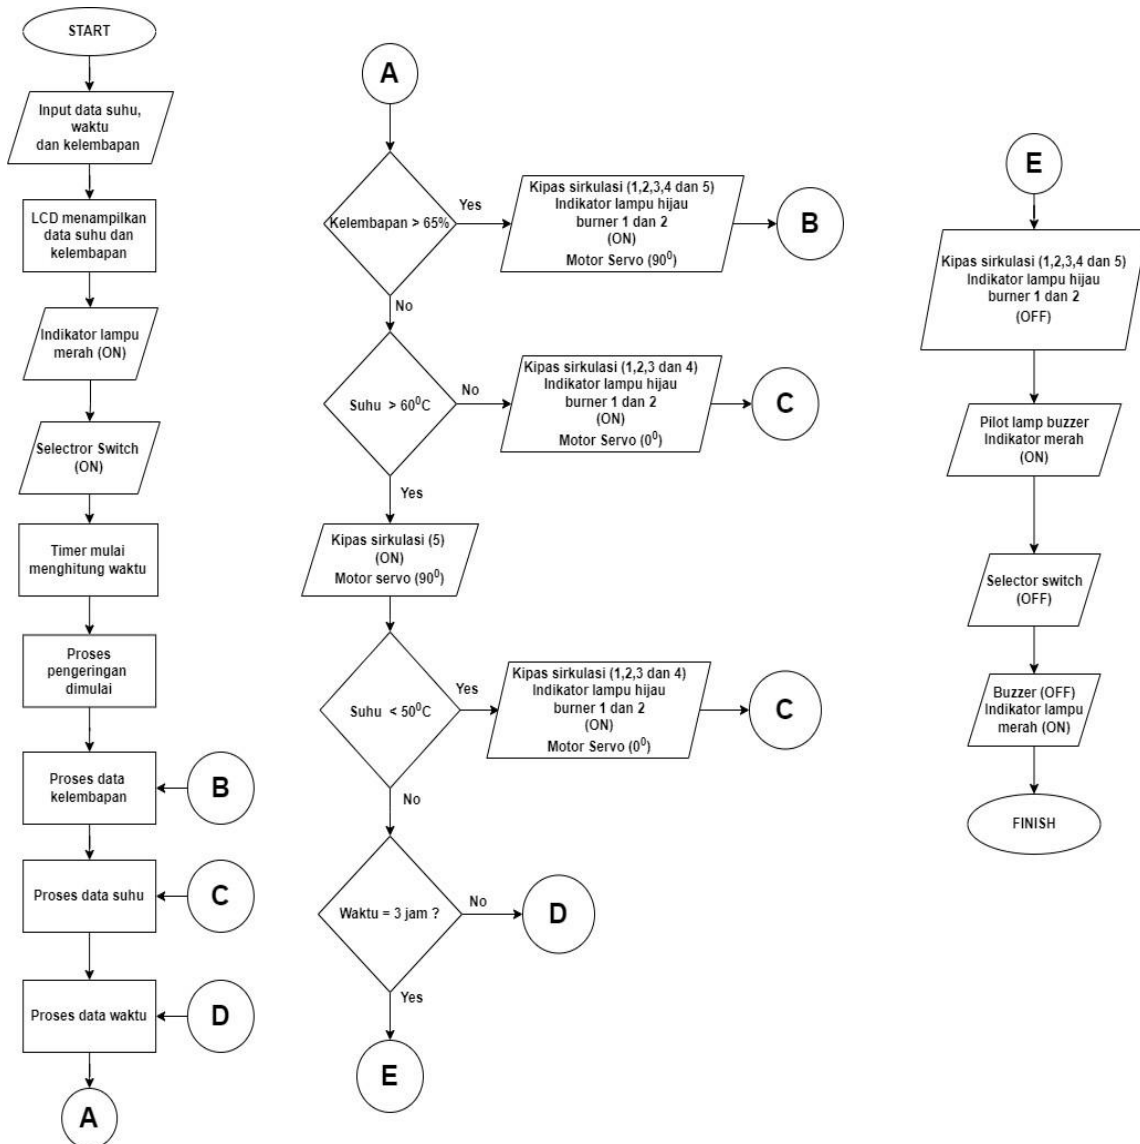 START
Input data suhu,
waktu
dan kelembapan
LCD menampilkan
data suhu dan
kelembapan
Indikator lampu
merah (ON)
Selectror Switch
(ON)
Timer mulai
menghitung waktu
Proses
pengeringan
dimulai
Proses data
kelembapan
B
Proses data suhu
C
Proses data waktu
D
A
A
Kelembapan > 65%
Yes
Kipas sirkulasi (1,2,3,4 dan 5)
Indikator lampu hijau
burner 1 dan 2
(ON)
Motor Servo (90⁰)
B
No
Suhu > 60⁰C
No
Kipas sirkulasi (1,2,3 dan 4)
Indikator lampu hijau
burner 1 dan 2
(ON)
Motor Servo (0⁰)
C
Yes
Kipas sirkulasi (5)
(ON)
Motor servo (90⁰)
Suhu < 50⁰C
Yes
Kipas sirkulasi (1,2,3 dan 4)
Indikator lampu hijau
burner 1 dan 2
(ON)
Motor Servo (0⁰)
C
No
Waktu = 3 jam ?
No
D
Yes
E
E
Kipas sirkulasi (1,2,3,4 dan 5)
Indikator lampu hijau
burner 1 dan 2
(OFF)
Pilot lamp buzzer
Indikator merah
(ON)
Selector switch
(OFF)
Buzzer (OFF)
Indikator lampu
merah (ON)
FINISH